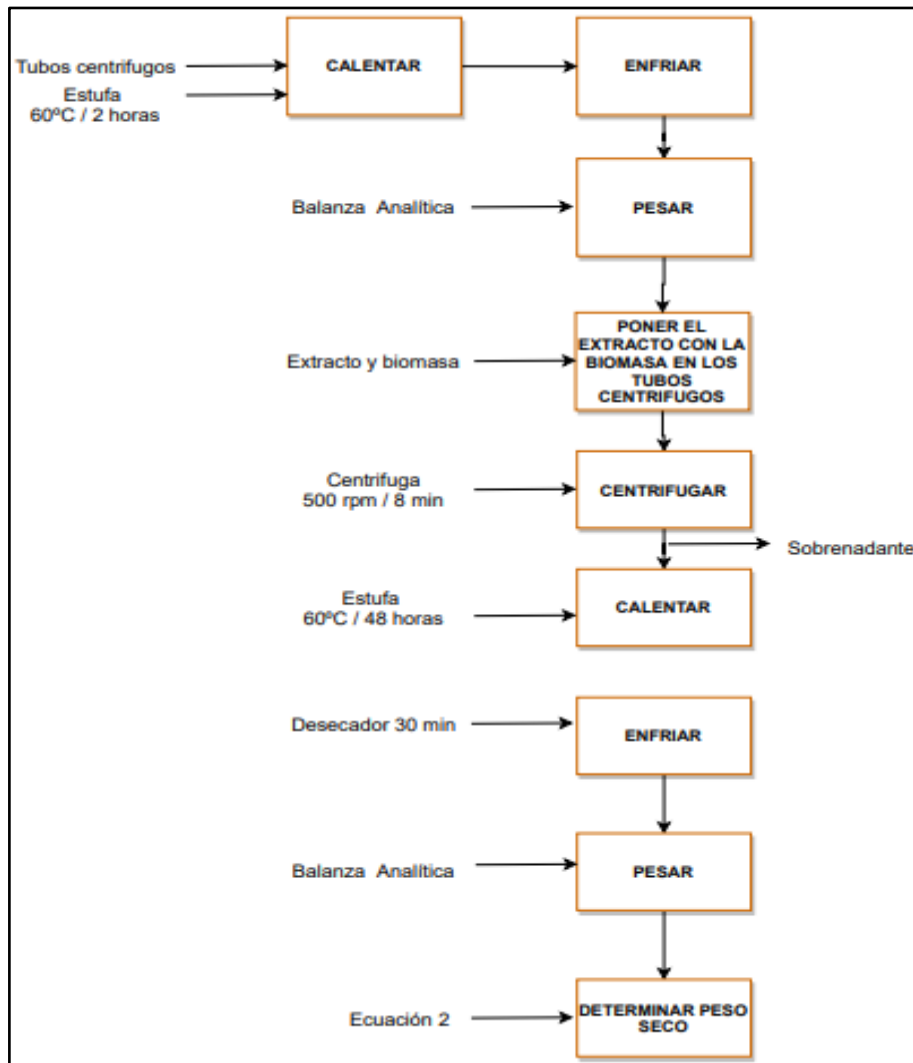 Tubos centrifugos
Estufa
60ºC / 2 horas
CALENTAR
ENFRIAR
Balanza Analítica
PESAR
Extracto y biomasa
PONER EL
EXTRACTO CON LA
BIOMASA EN LOS
TUBOS
CENTRIFUGOS
Centrifuga
500 rpm / 8 min
CENTRIFUGAR
Sobrenadante
Estufa
60ºC / 48 horas
CALENTAR
Desecador 30 min
ENFRIAR
Balanza Analítica
PESAR
Ecuación 2
DETERMINAR PESO
SECO